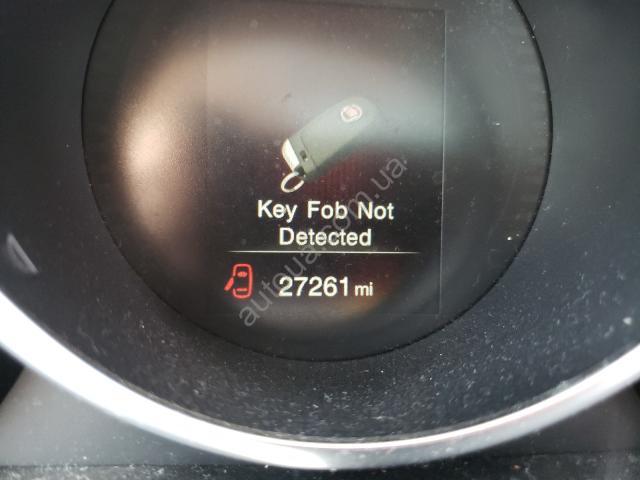 Key Fob Not
Detected
27261 mi
autoua.com.ua